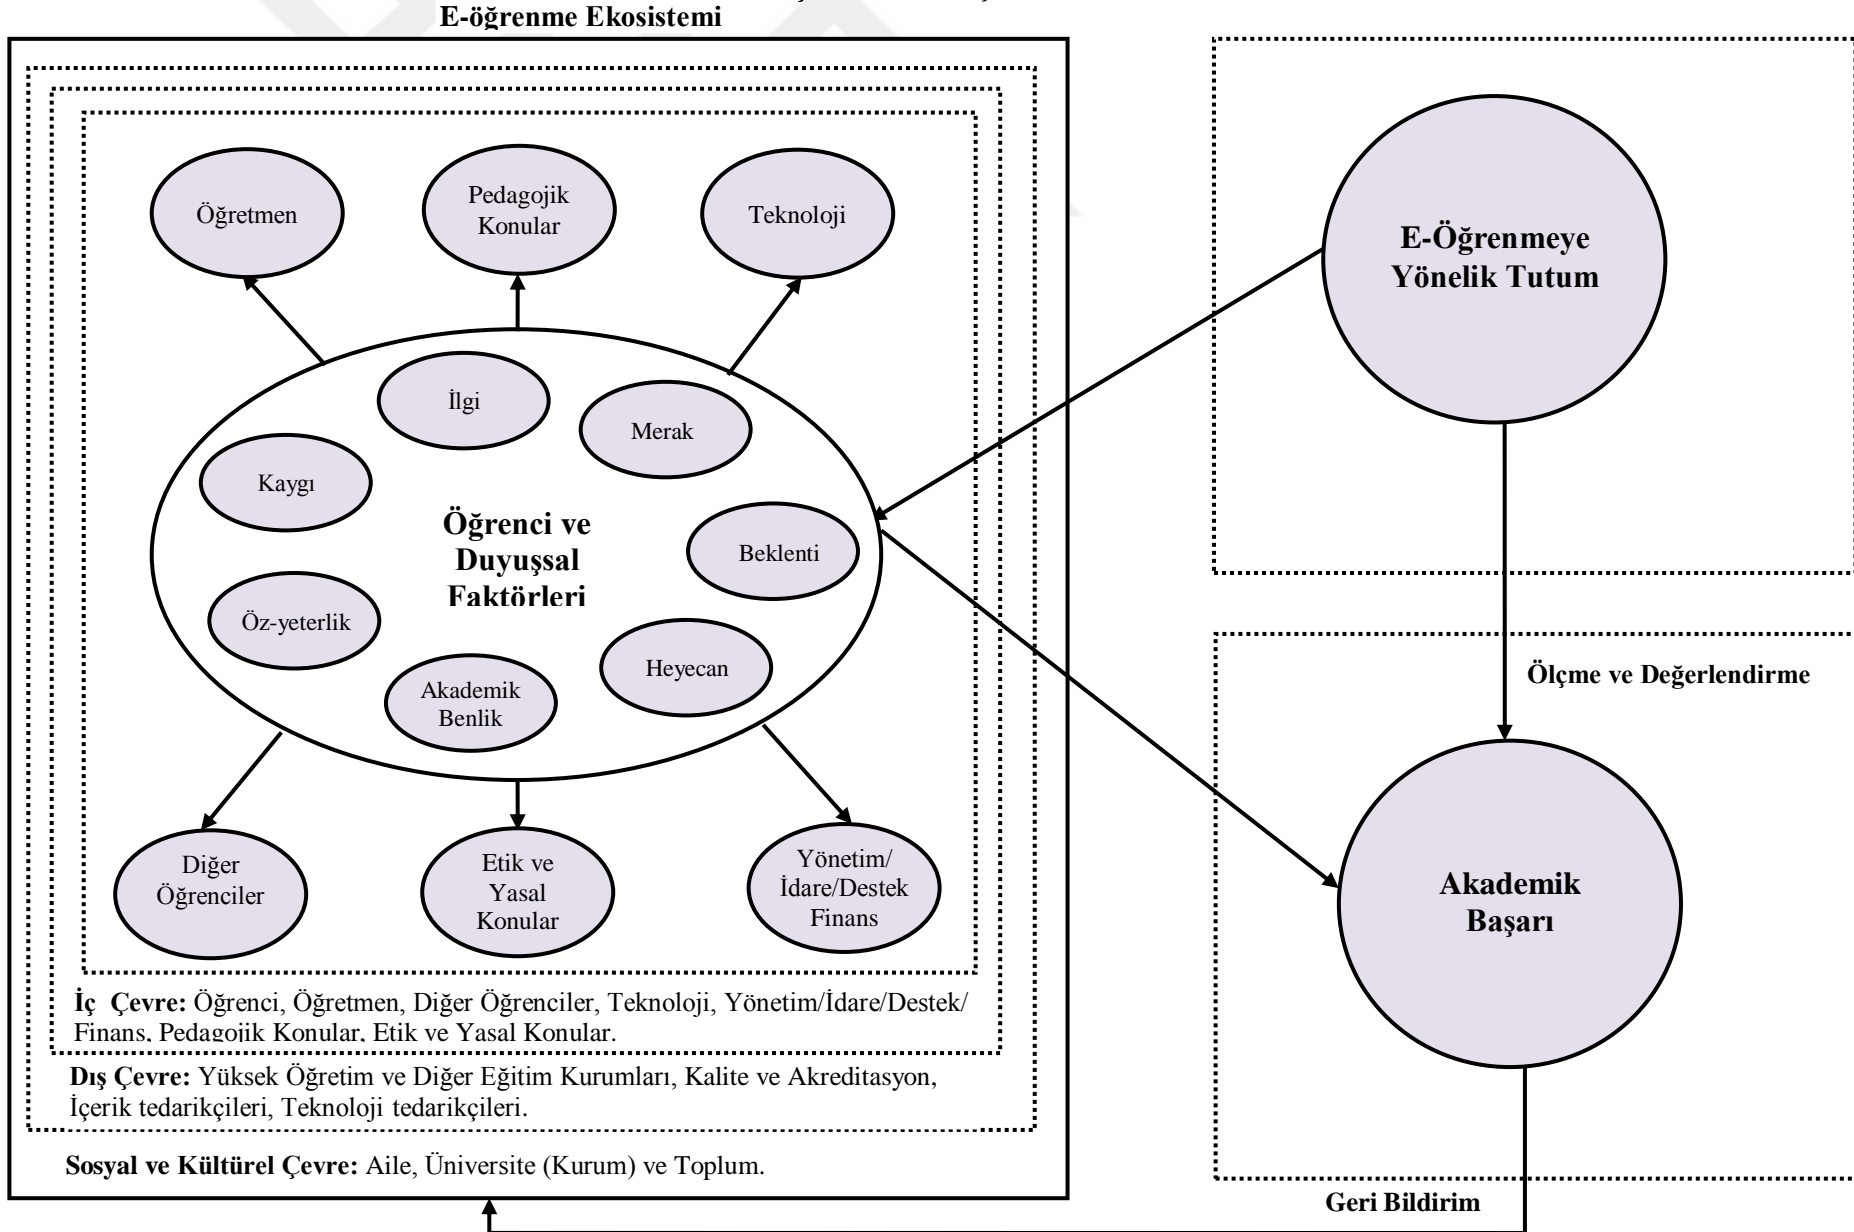 E-öğrenme Ekosistemi
Öğretmen
Pedagojik
Konular
Teknoloji
E-Öğrenmeye
Yönelik Tutum
İlgi
Merak
Kaygı
Öğrenci ve
Duyuşsal
Faktörleri
Beklenti
Öz-yeterlik
Heyecan
Akademik
Benlik
Ölçme ve Değerlendirme
Diğer
Öğrenciler
Etik ve
Yasal
Konular
Yönetim/
İdare/Destek
Finans
Akademik
Başarı
İç Çevre: Öğrenci, Öğretmen, Diğer Öğrenciler, Teknoloji, Yönetim/İdare/Destek/
Finans, Pedagojik Konular, Etik ve Yasal Konular.
Dış Çevre: Yüksek Öğretim ve Diğer Eğitim Kurumları, Kalite ve Akreditasyon,
İçerik tedarikçileri, Teknoloji tedarikçileri.
Sosyal ve Kültürel Çevre: Aile, Üniversite (Kurum) ve Toplum.
Geri Bildirim